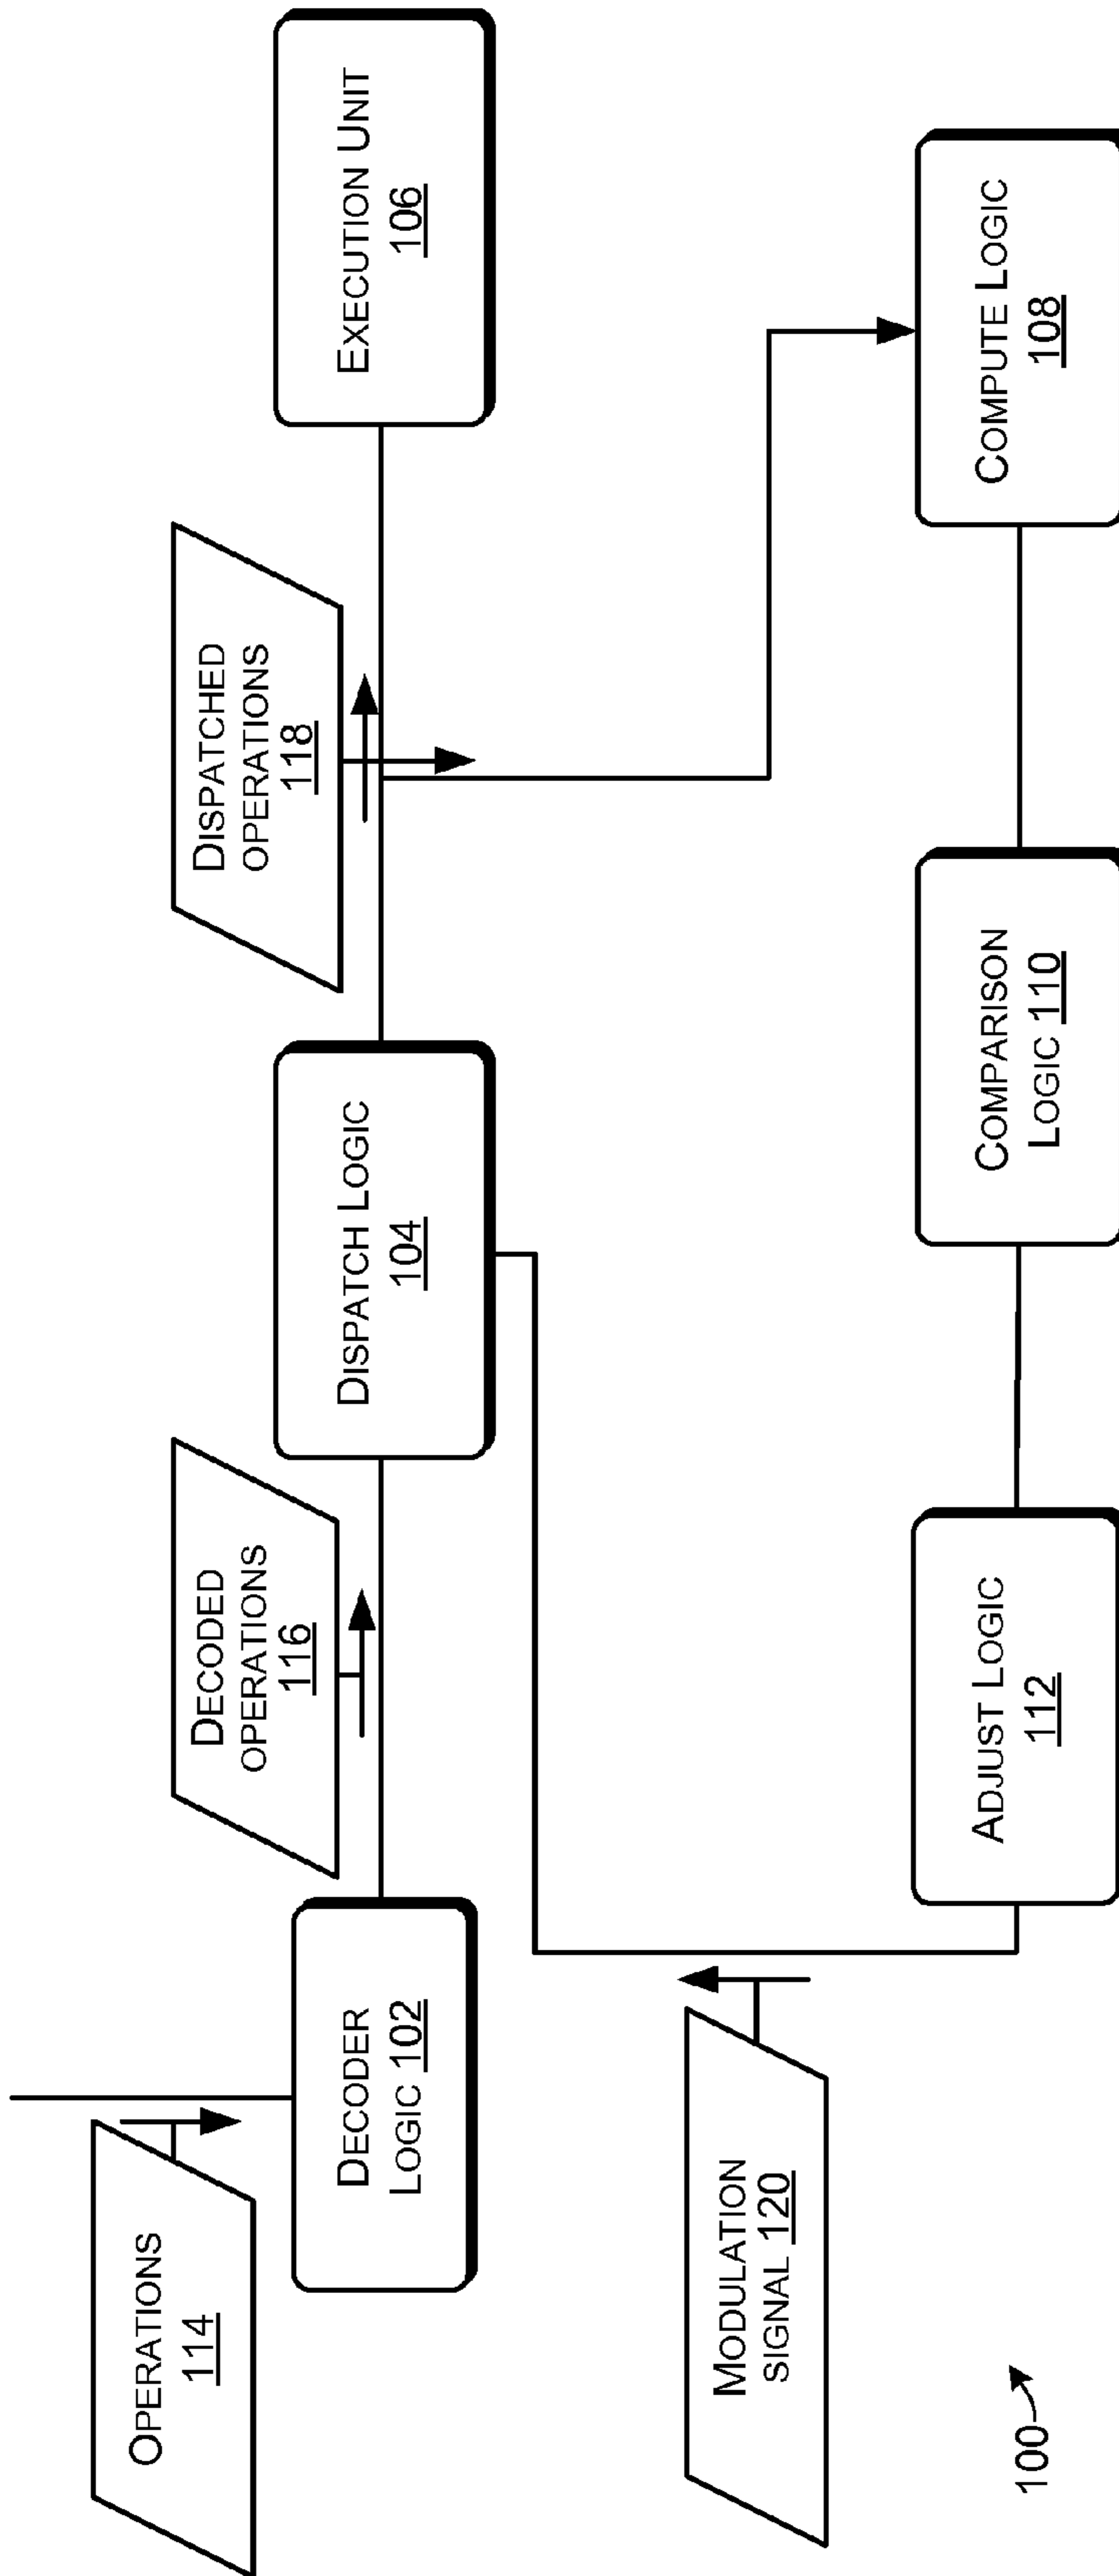 OPERATIONS
114
DECODED
OPERATIONS
116
DISPATCHED
OPERATIONS
118
DECODER
LOGIC 102
DISPATCH LOGIC
104
EXECUTION UNIT
106
MODULATION
SIGNAL 120
ADJUST LOGIC
112
COMPARISON
LOGIC 110
COMPUTE LOGIC
108
100